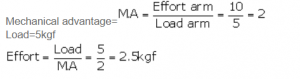 Mechanical advantage= MA = Effort arm / Load arm = 10 / 5 = 2
Load=5kgf
Effort = Load / MA = 5 / 2 = 2.5kgf